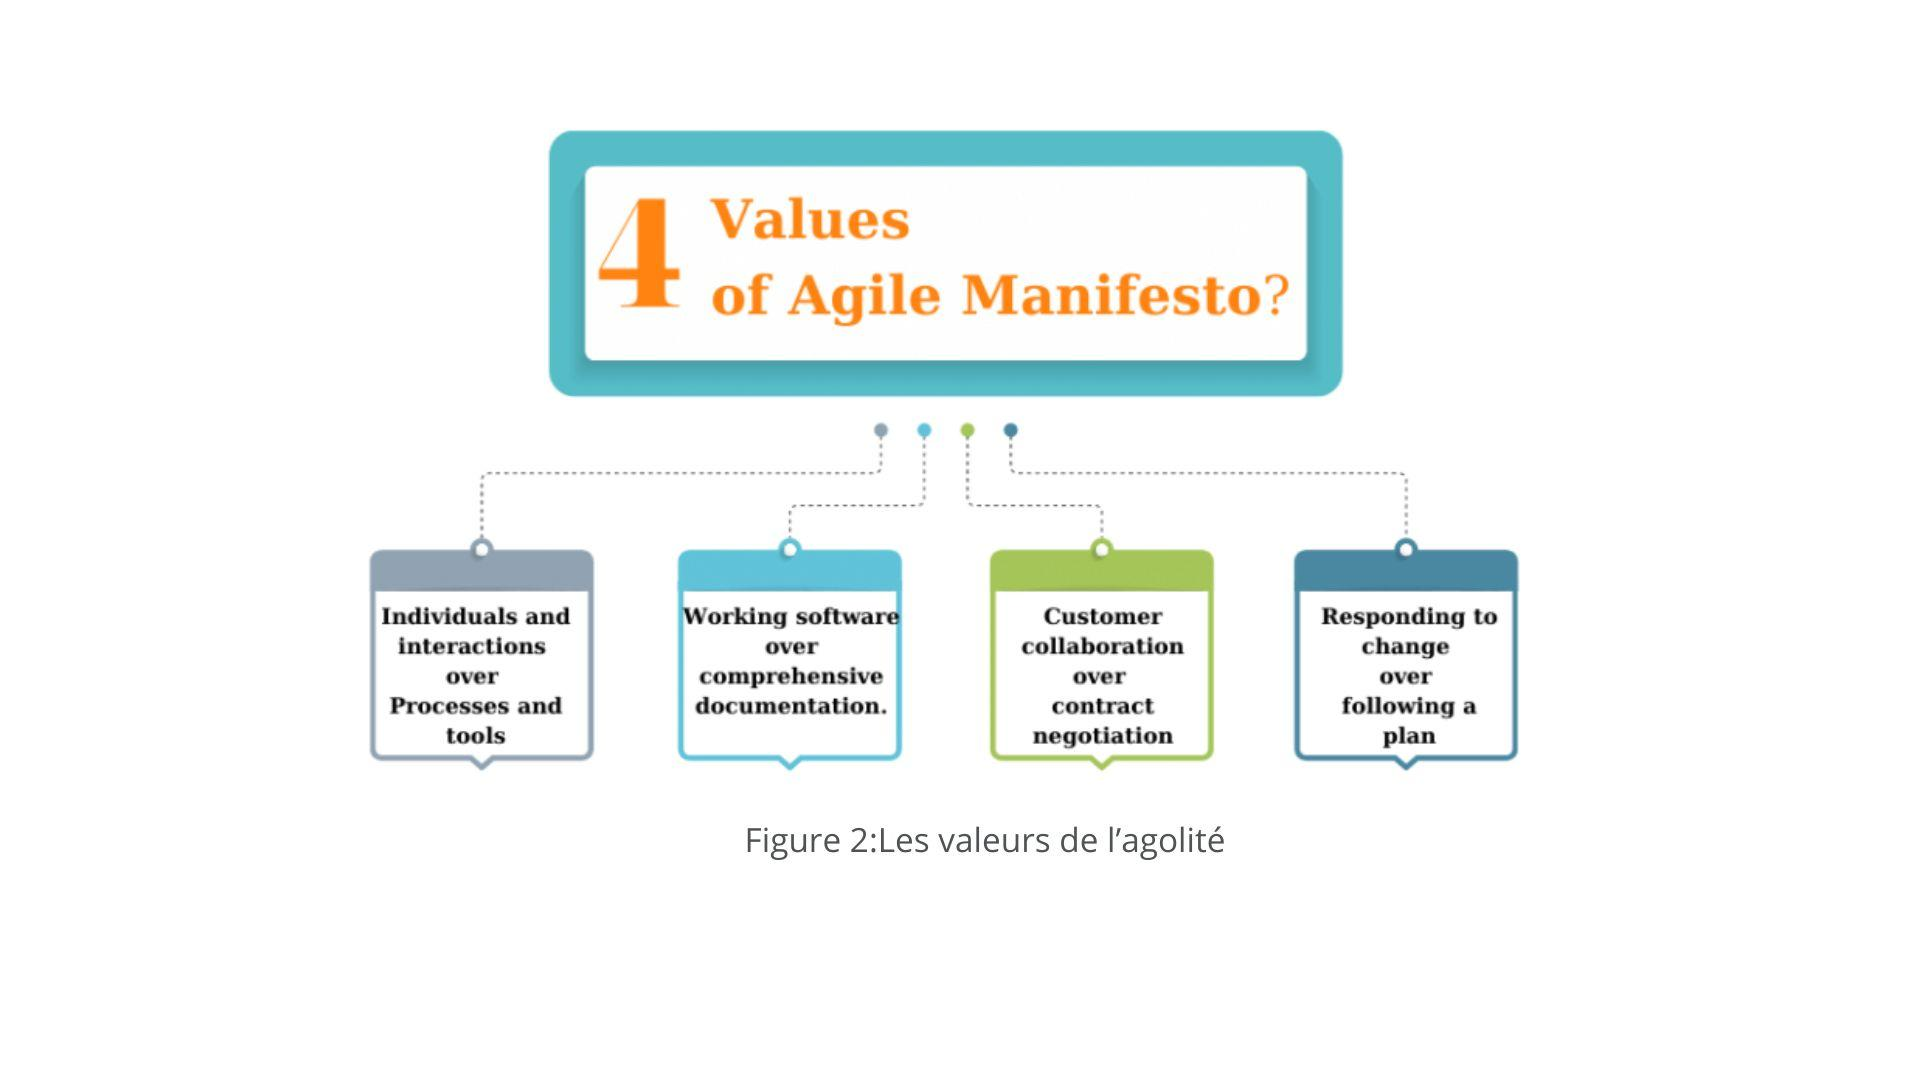 4 Values
of Agile Manifesto?
Individuals and
interactions
over
Processes and
tools
Working software
over
comprehensive
documentation.
Customer
collaboration
over
contract
negotiation
Responding to
change
over
following a
plan
Figure 2:Les valeurs de l’agolité